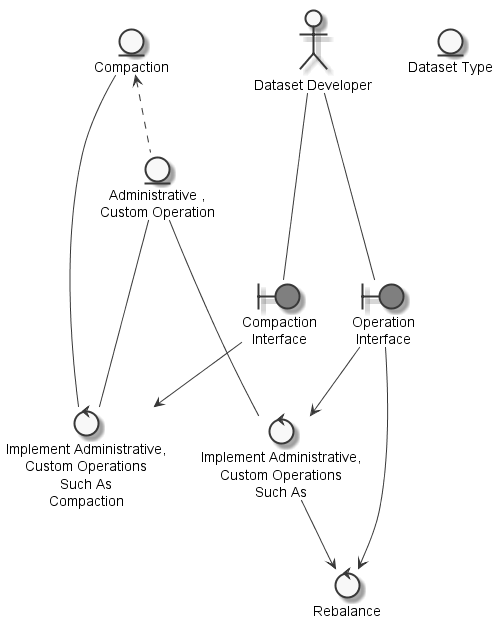 Compaction
Dataset Developer
Dataset Type
Administrative ,
Custom Operation
Compaction
Interface
Operation
Interface
Implement Administrative,
Custom Operations
Such As
Compaction
Implement Administrative,
Custom Operations
Such As
Rebalance